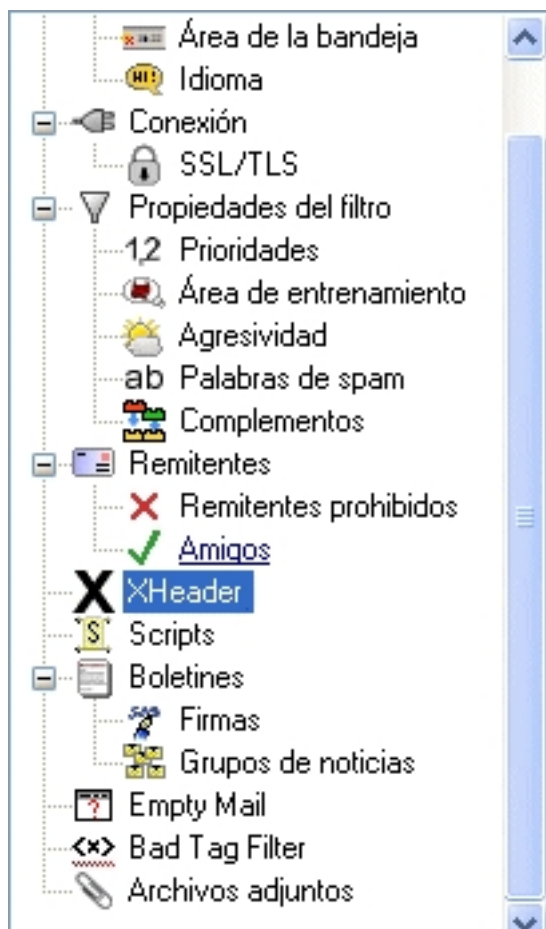 Área de la bandeja
HI! Idioma
Conexión
SSL/TLS
Propiedades del filtro
1,2 Prioridades
Área de entrenamiento
Agresividad
ab Palabras de spam
Complementos
Remitentes
Remitentes prohibidos
Amigos
X XHeader
S Scripts
Boletines
Firmas
Grupos de noticias
? Empty Mail
<x> Bad Tag Filter
Archivos adjuntos